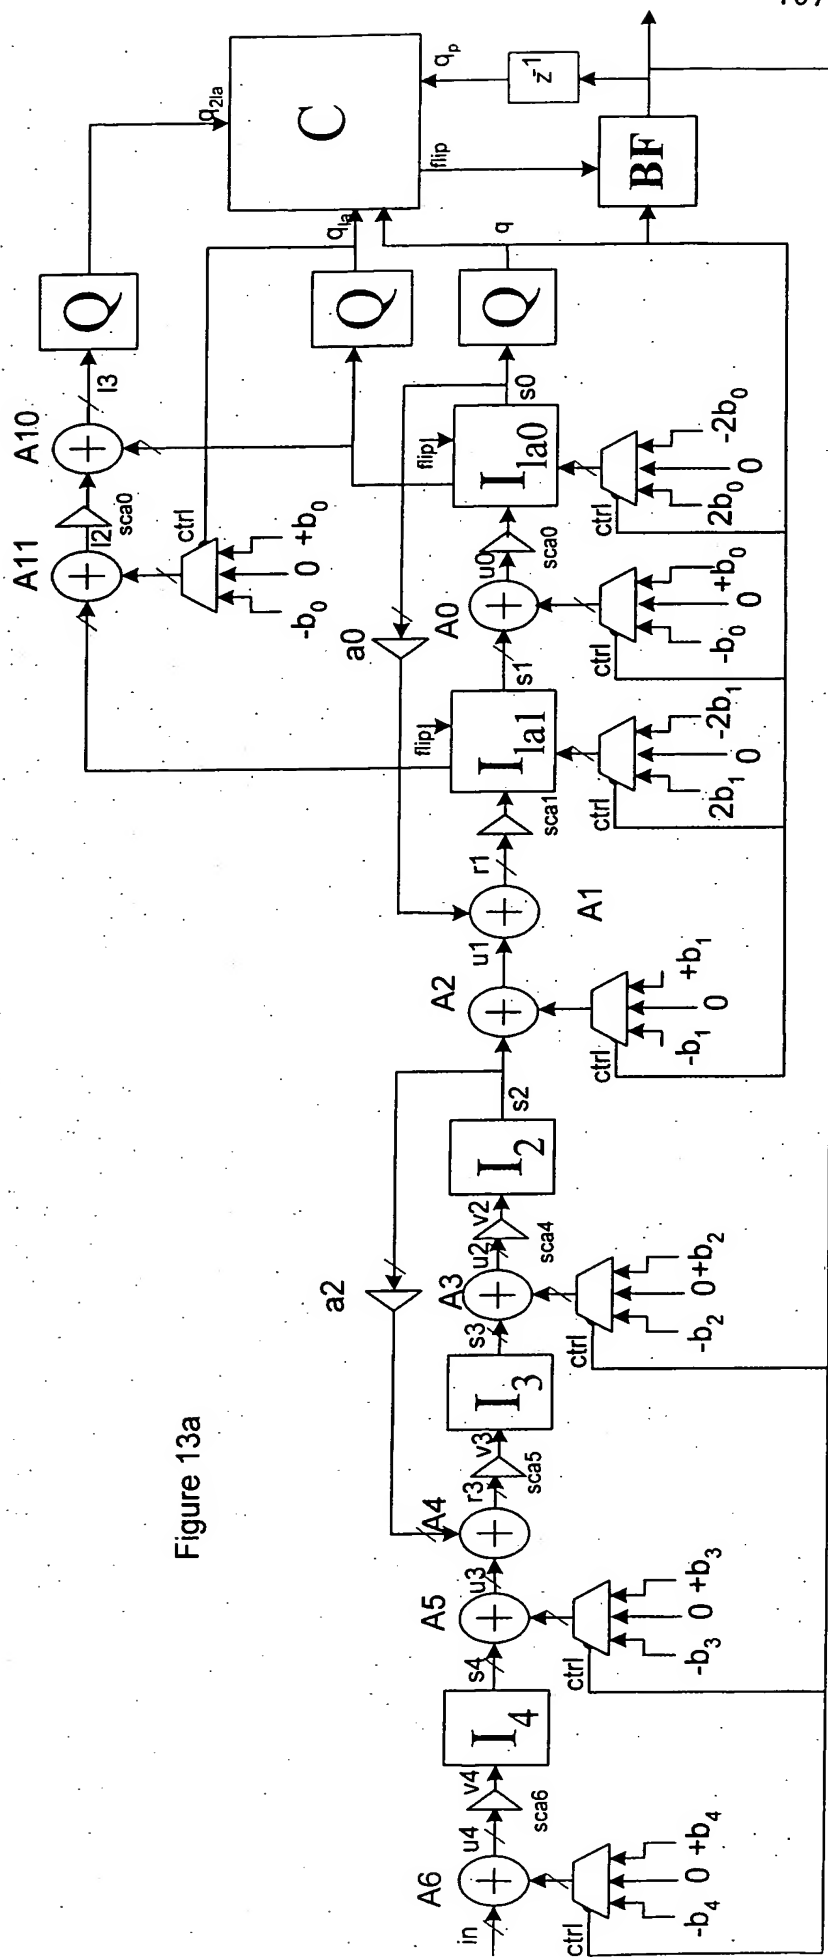 Figure 13a
in
A6
u4
sca6
v4
I4
s4
A5
u3
A4
r3
sca5
v3
I3
s3
A3
u2
sca4
v2
I2
s2
a2
A2
u1
A1
r1
sca1
flip
I1a1
s1
a0
A0
u0
sca0
flip
I1a0
s0
A11
l2
sca0
A10
l3
Q
Q
Q
q2la
qla
q
C
flip
qp
z-1
BF
ctrl
-b4
0
+b4
ctrl
-b3
0
+b3
ctrl
-b2
0
+b2
ctrl
-b1
0
+b1
ctrl
2b1
0
-2b1
ctrl
-b0
0
+b0
ctrl
2b0
0
-2b0
ctrl
-b0
0
+b0